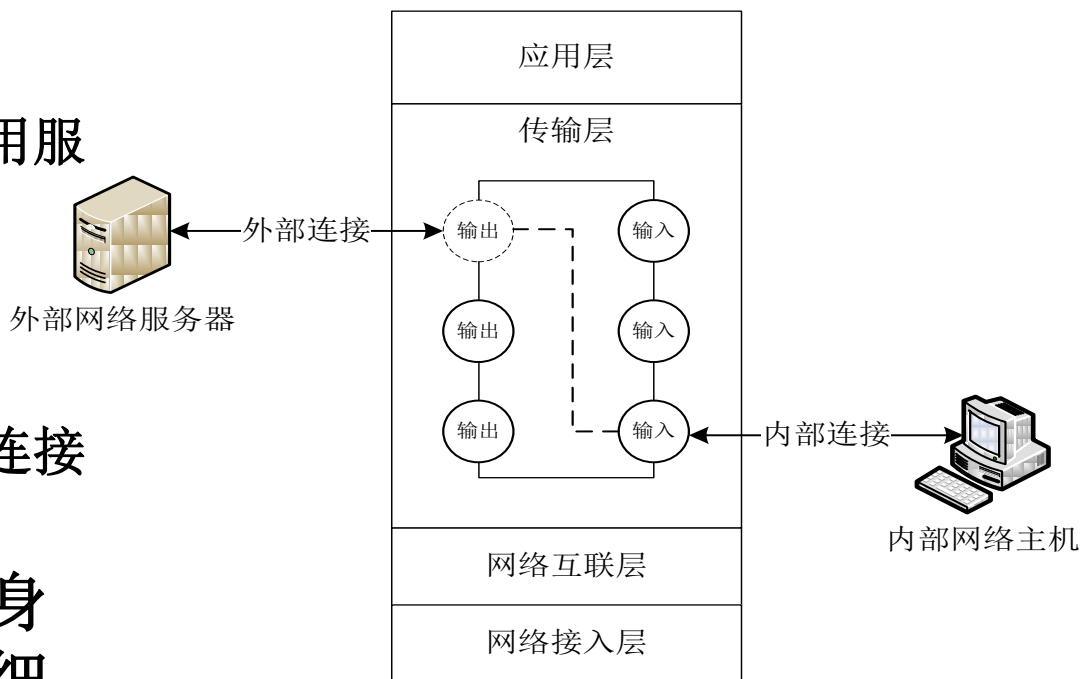 应用层
用服
传输层
外部连接
输出
输入
外部网络服务器
输出
输入
连接
输出
输入
内部连接
内部网络主机
网络互联层
身
网络接入层